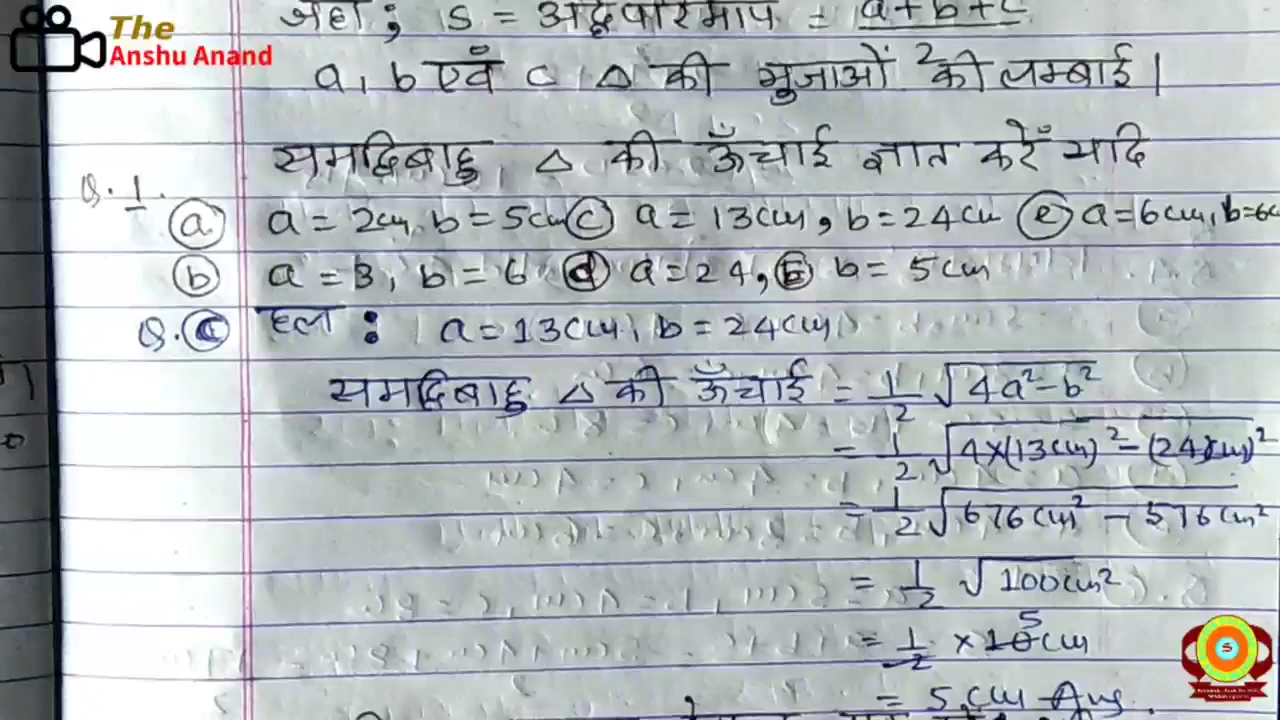 The
Anshu Anand
जहाँ; S = अर्द्धपरिमाप = a+b+c
2
a, b एवं c △ की भुजाओं की लम्बाई।
समद्विबाहु △ की ऊँचाई ज्ञात करें यदि
Q.1.
(a) a = 2cm, b = 5cm (c) a = 13cm, b = 24cm (e) a=6cm, b=6c
(b) a = 3, b = 6 (d) a = 24, b = 5cm
Q.(c) हल : a=13cm, b=24cm
समद्विबाहु △ की ऊँचाई = 1/2 √4a²-b²
= 1/2 √4×(13cm)² - (24cm)²
= 1/2 √676cm² - 576cm²
= 1/2 √100cm²
= 1/2 × 10cm 5
= 5cm Ans.
S